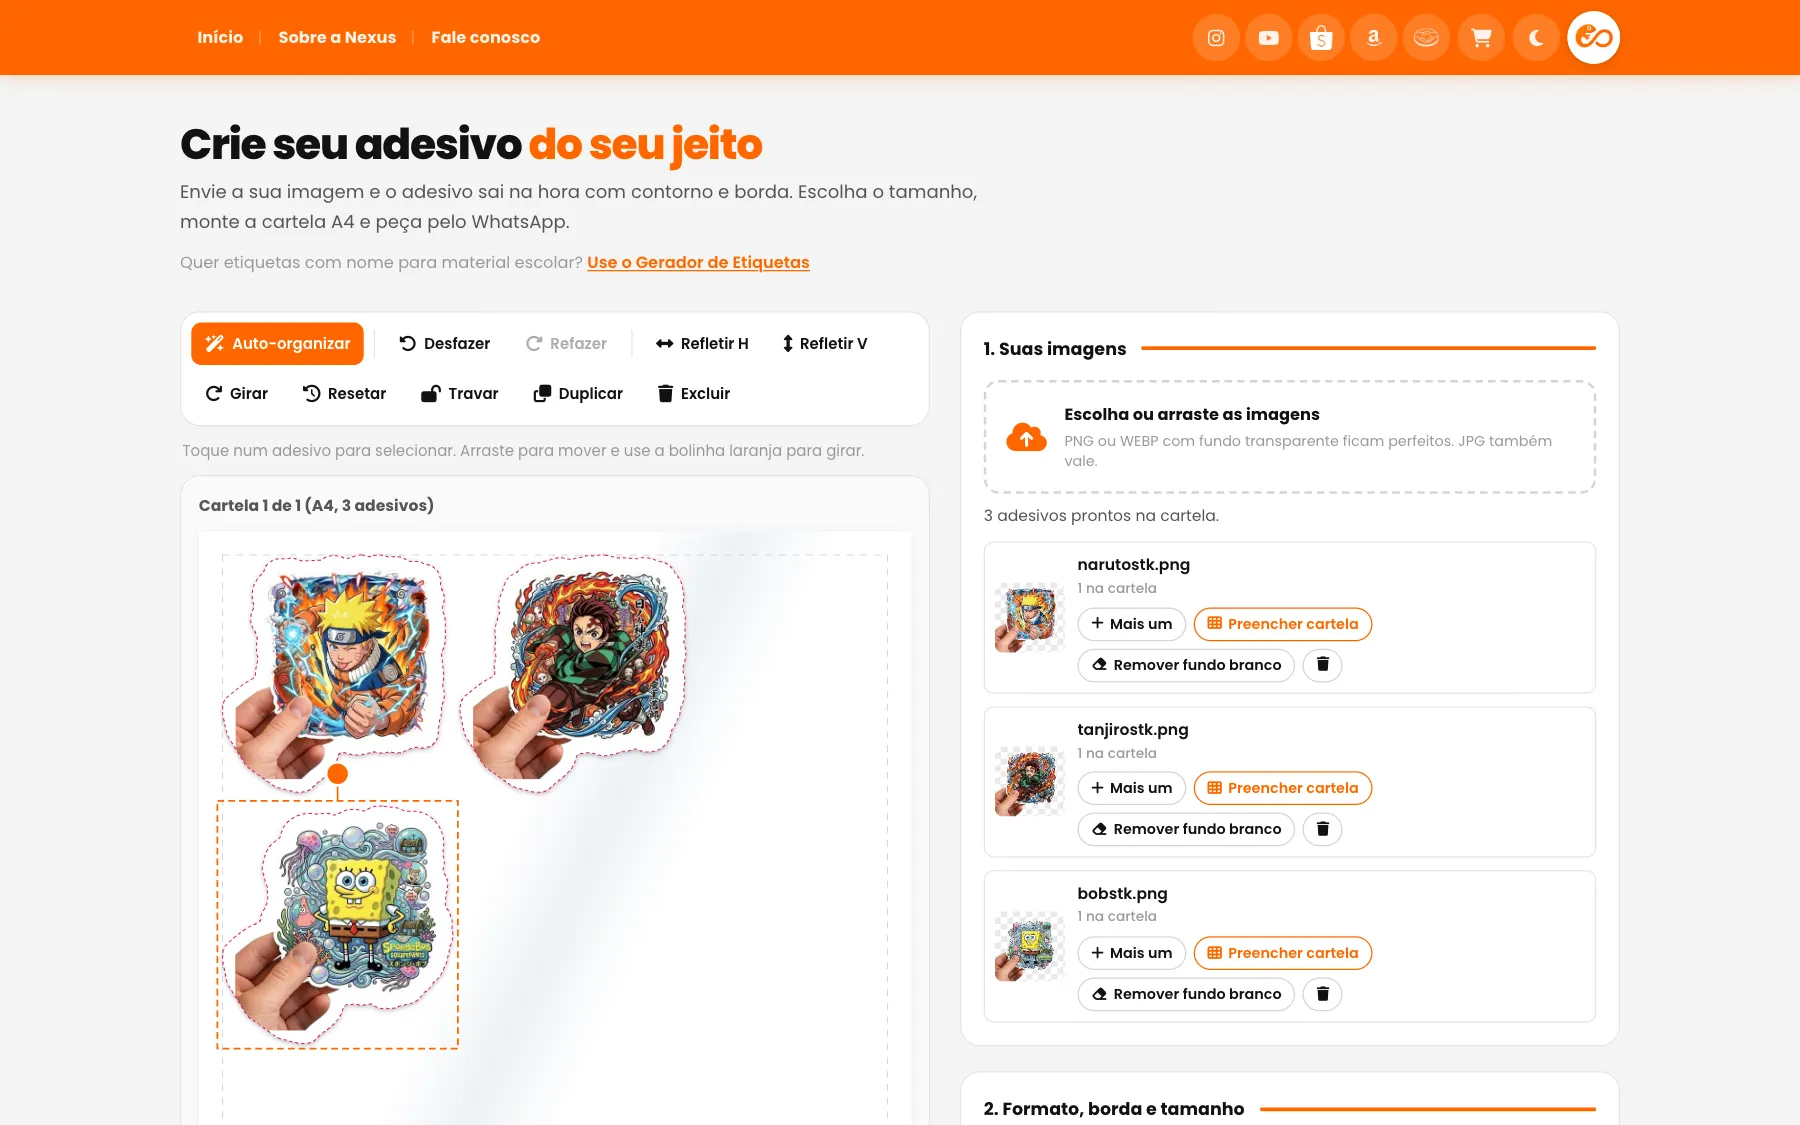 Início
Sobre a Nexus
Fale conosco
Crie seu adesivo do seu jeito
Envie a sua imagem e o adesivo sai na hora com contorno e borda. Escolha o tamanho,
monte a cartela A4 e peça pelo WhatsApp.
Quer etiquetas com nome para material escolar? Use o Gerador de Etiquetas
Auto-organizar
Desfazer
Refazer
Refletir H
Refletir V
Girar
Resetar
Travar
Duplicar
Excluir
Toque num adesivo para selecionar. Arraste para mover e use a bolinha laranja para girar.
Cartela 1 de 1 (A4, 3 adesivos)
SpongeBob
SQUAREPANTS
1. Suas imagens
Escolha ou arraste as imagens
PNG ou WEBP com fundo transparente ficam perfeitos. JPG também
vale.
3 adesivos prontos na cartela.
narutostk.png
1 na cartela
Mais um
Preencher cartela
Remover fundo branco
tanjirostk.png
1 na cartela
Mais um
Preencher cartela
Remover fundo branco
bobstk.png
1 na cartela
Mais um
Preencher cartela
Remover fundo branco
2. Formato, borda e tamanho